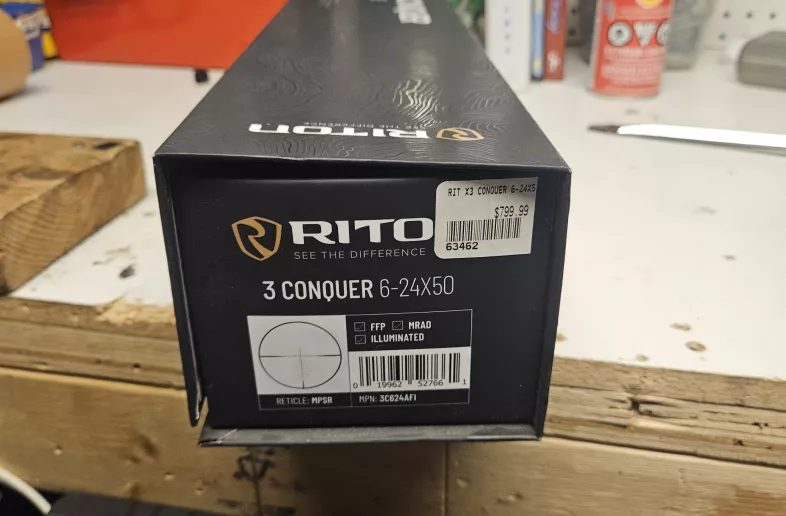 RITON
SEE THE DIFFERENCE
RITO
SEE THE DIFFERENCE
RIT X3 CONQUER 6-24X5
$799.99
63462
3 CONQUER 6-24X50
FFP MRAD
ILLUMINATED
0 19962 52766 1
RETICLE: MPSR MPN: 3C624AFI